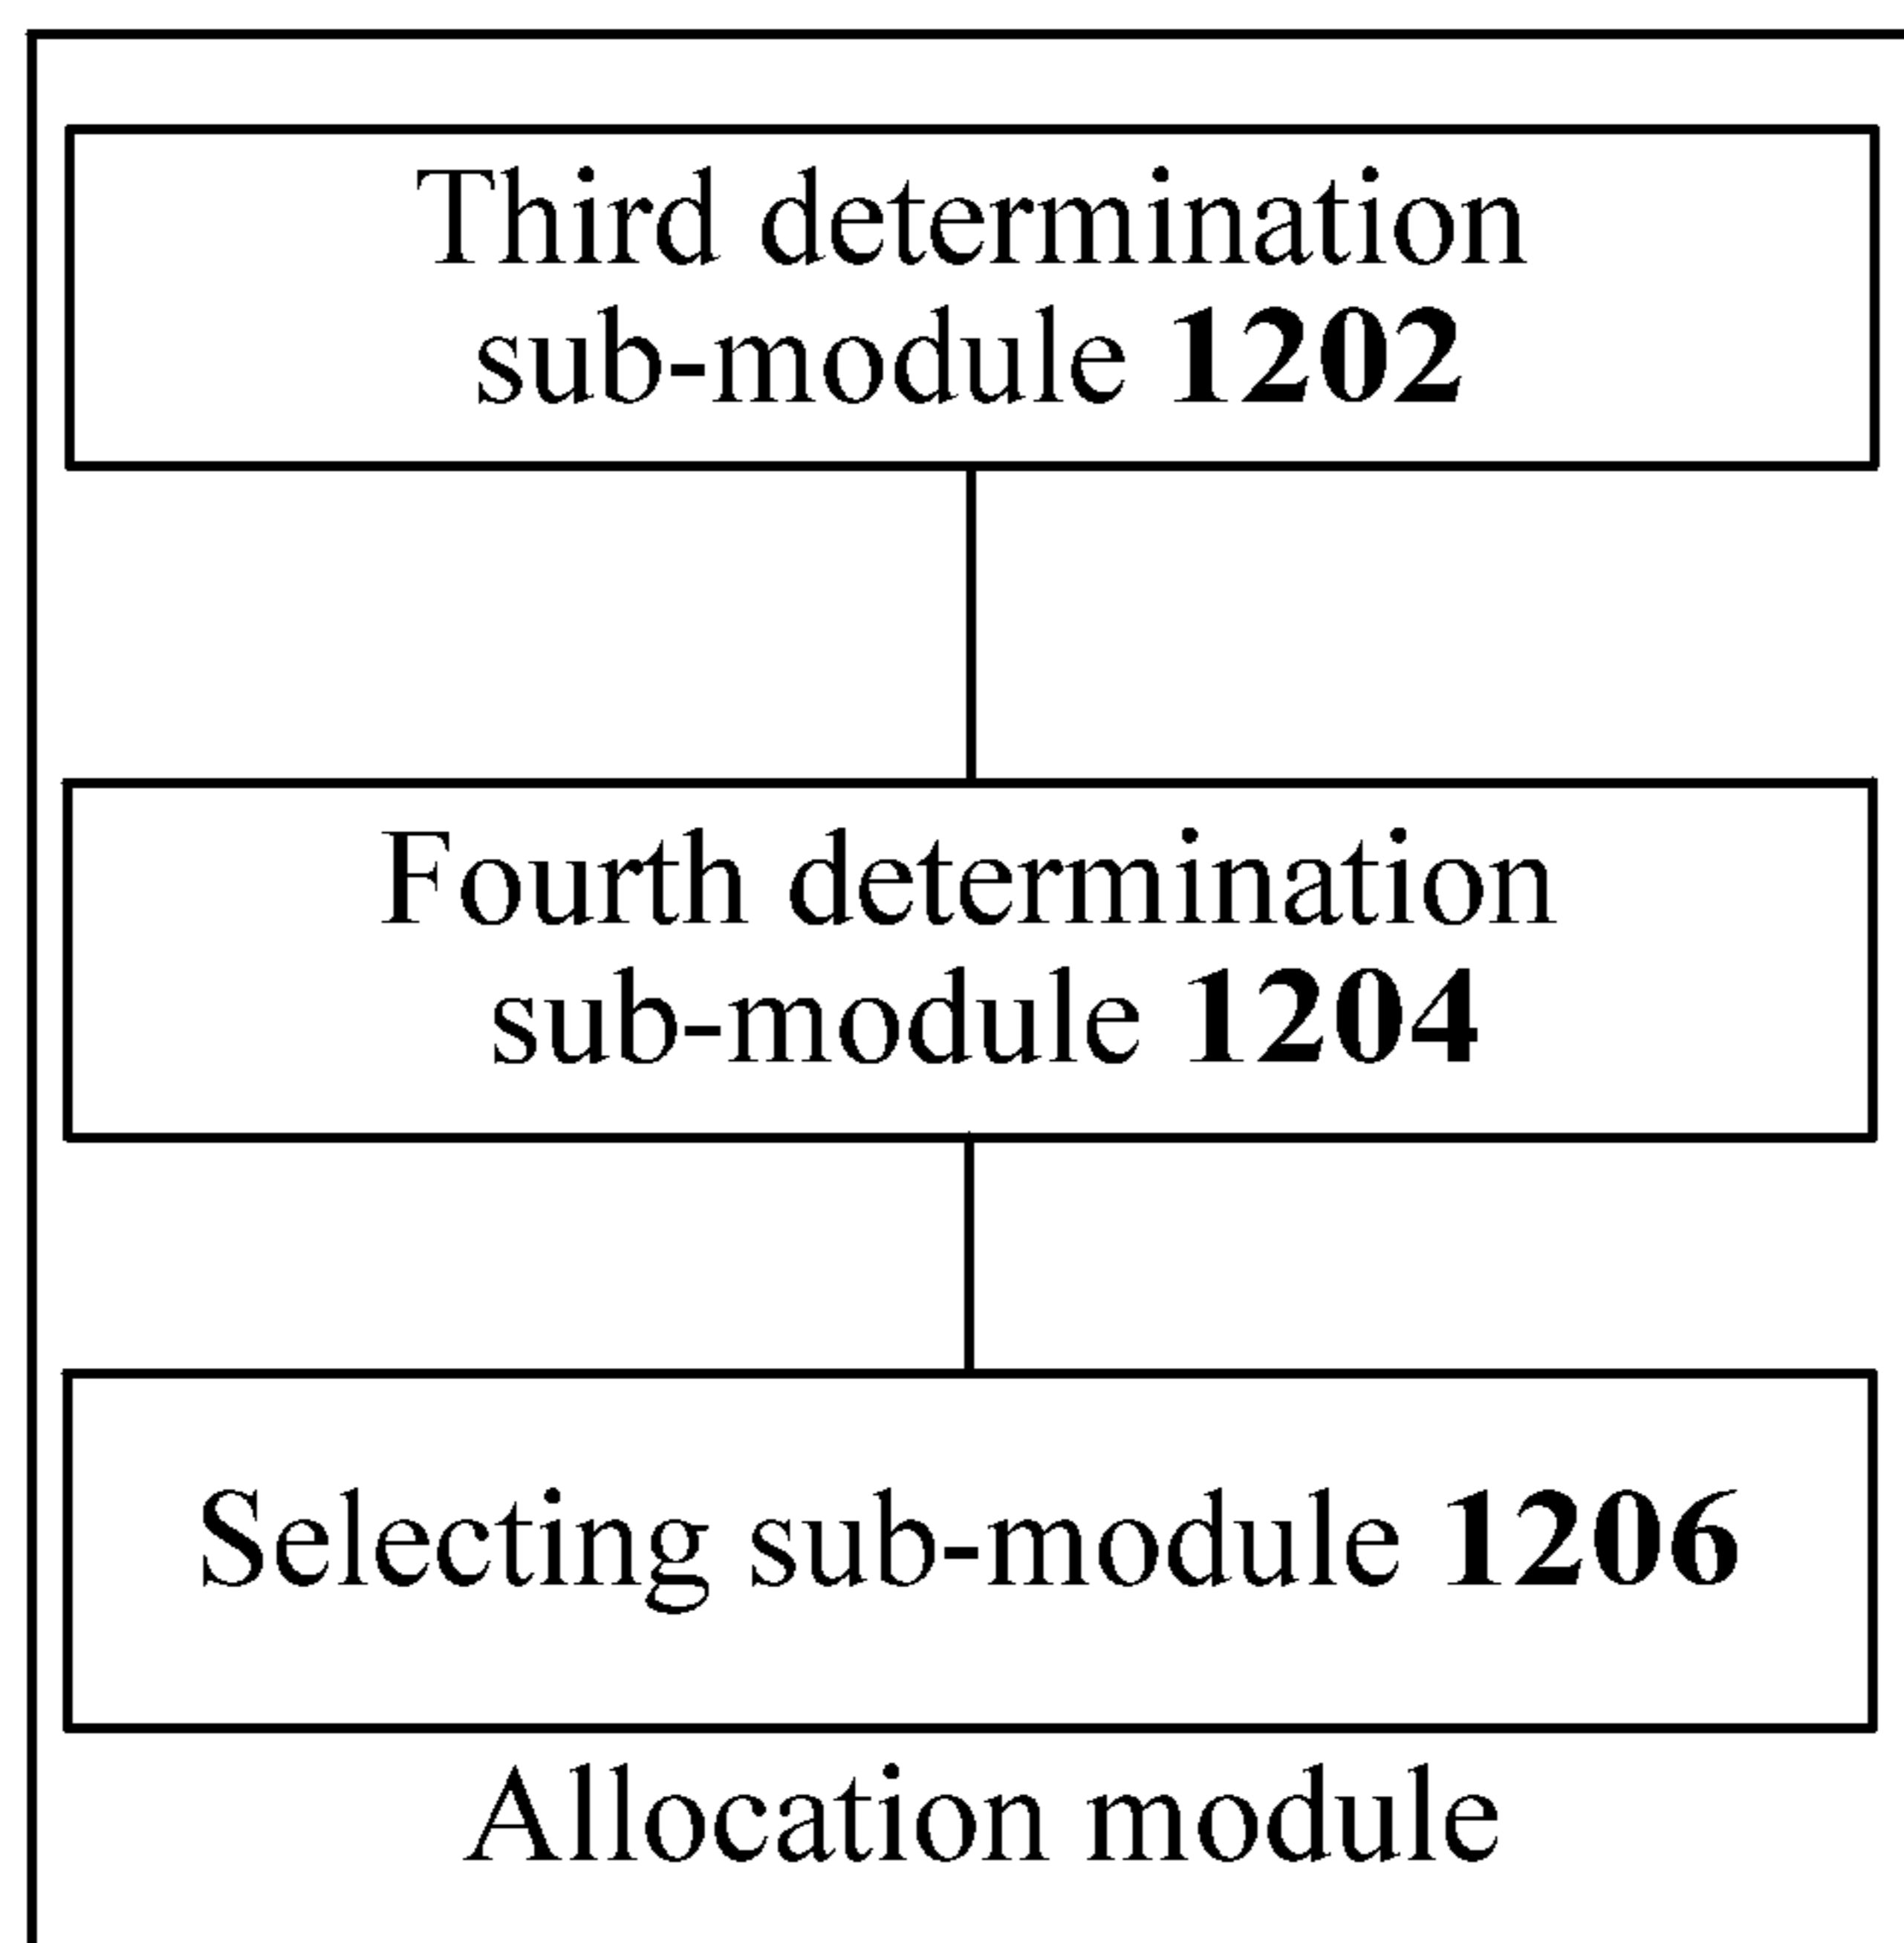 Third determination
sub-module 1202
Fourth determination
sub-module 1204
Selecting sub-module 1206
Allocation module